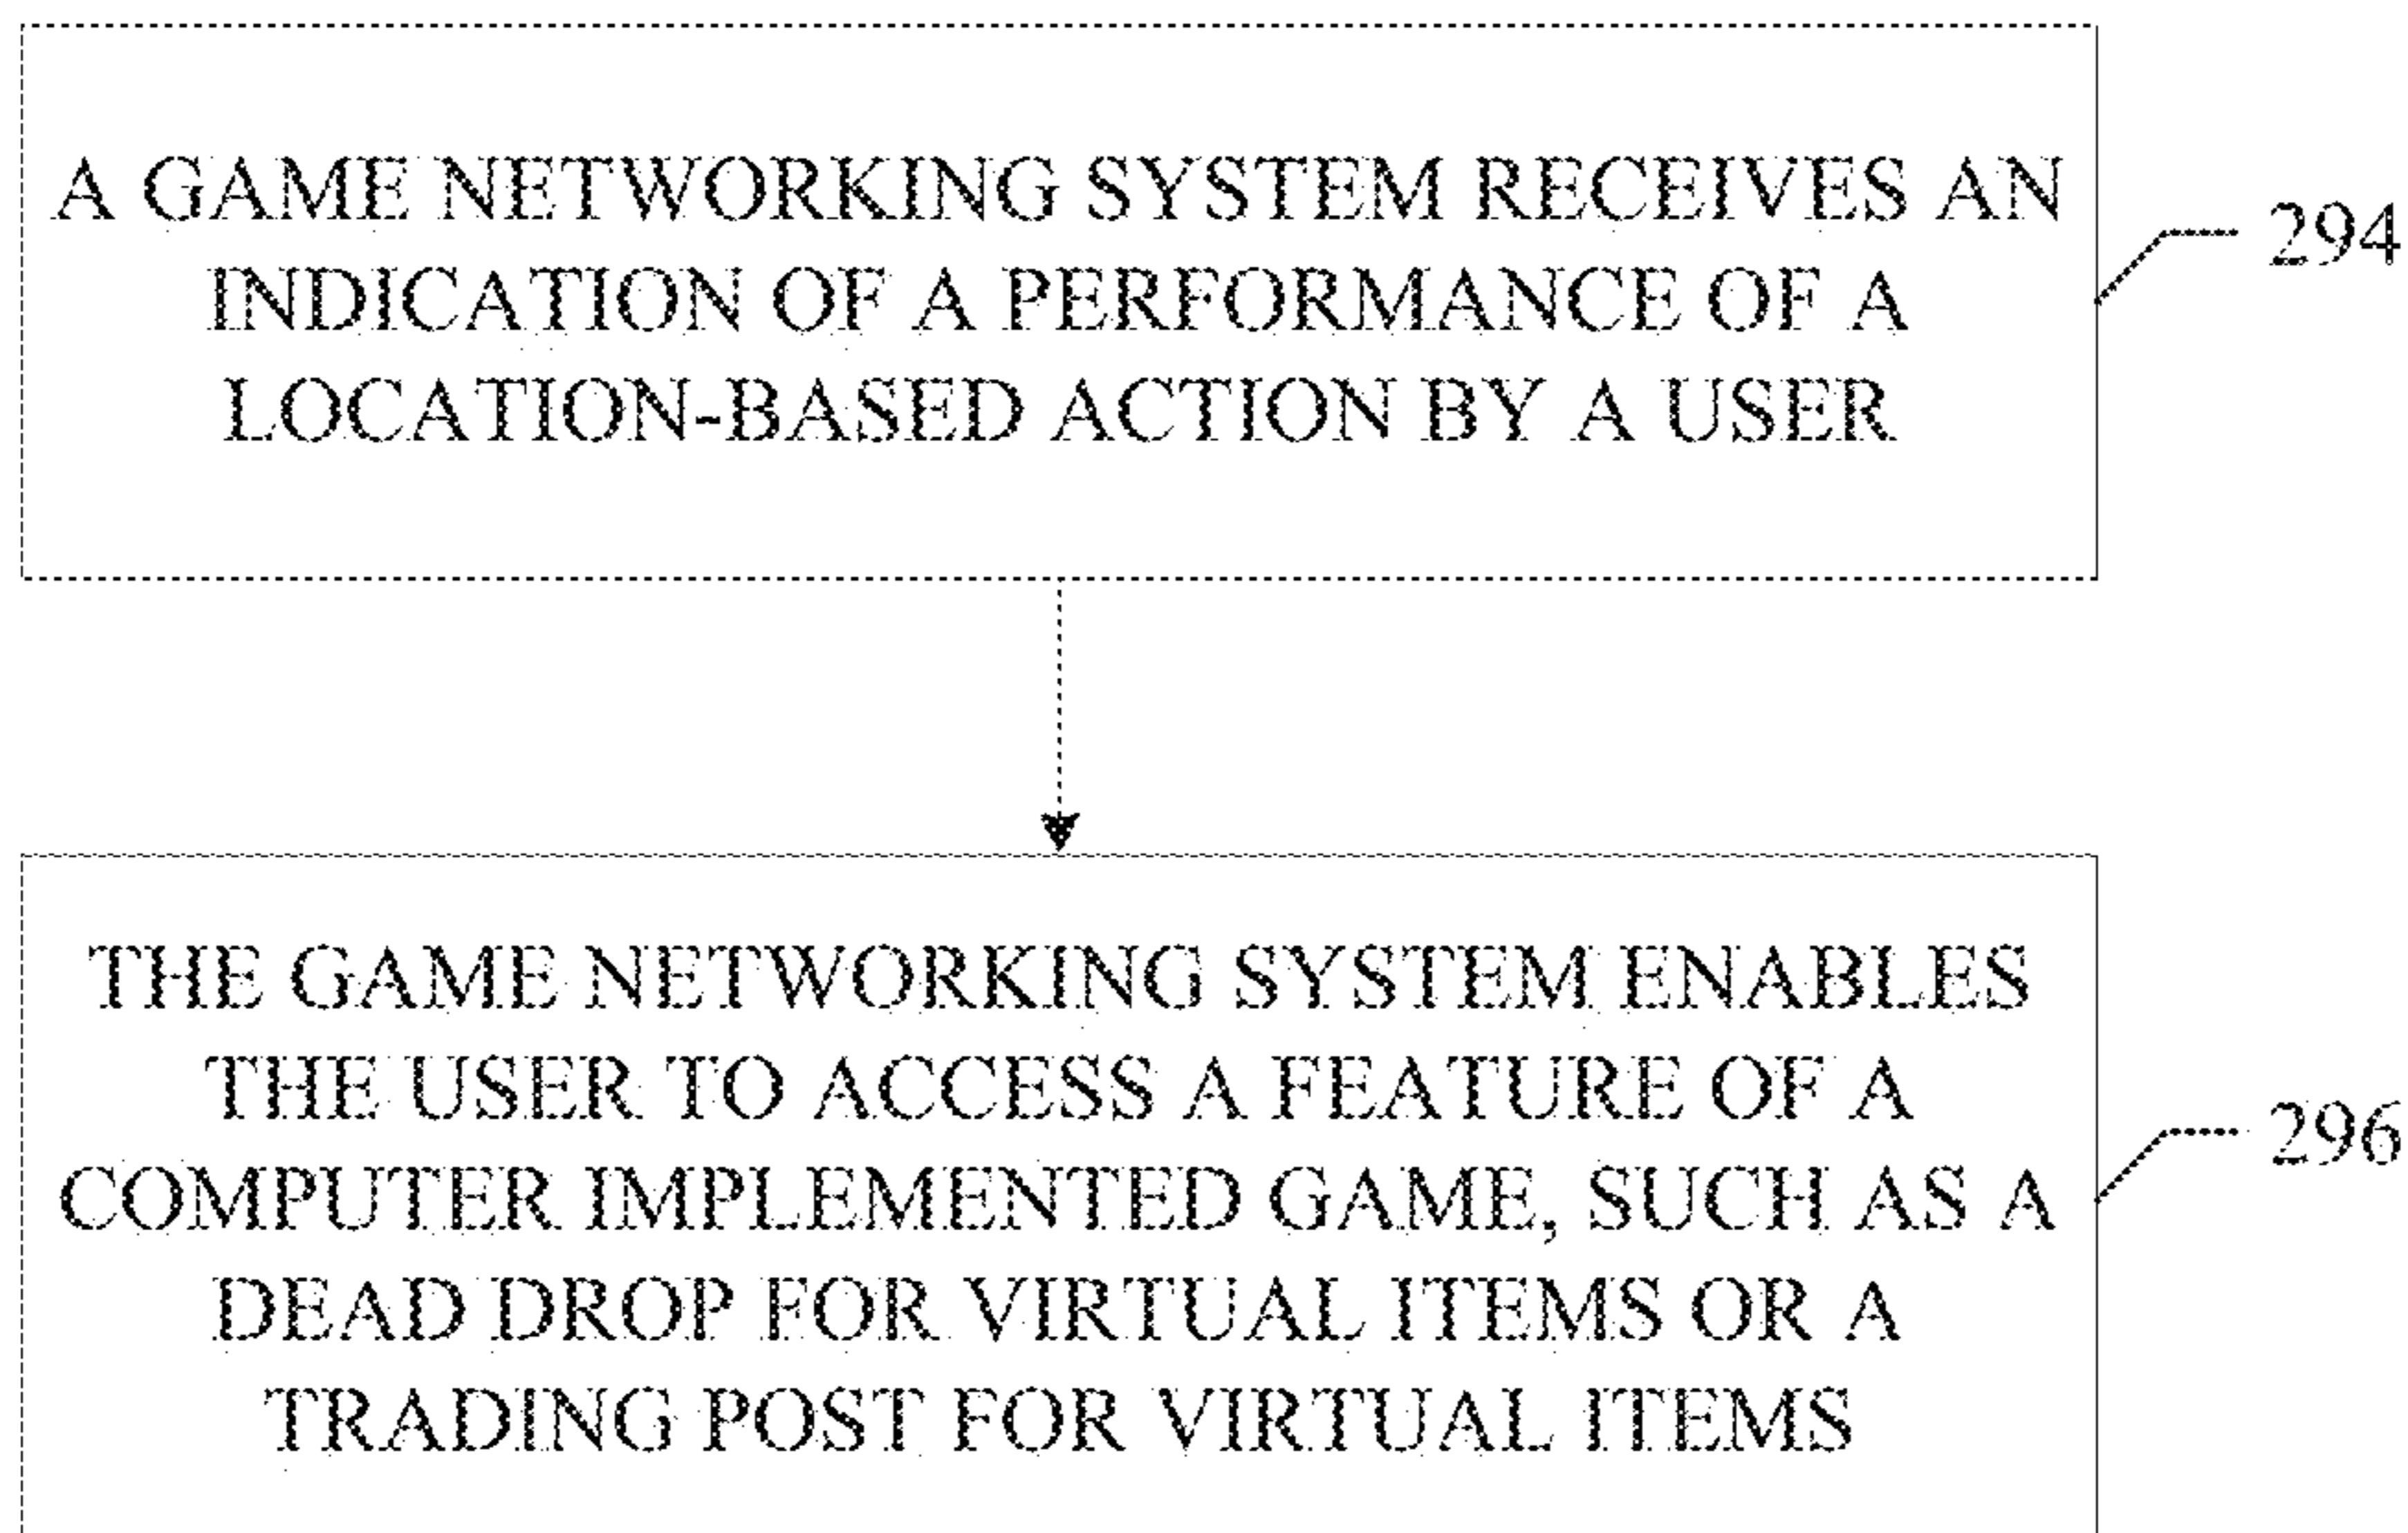 A GAME NETWORKING SYSTEM RECEIVES AN
INDICATION OF A PERFORMANCE OF A
LOCATION-BASED ACTION BY A USER
294
THE GAME NETWORKING SYSTEM ENABLES
THE USER TO ACCESS A FEATURE OF A
COMPUTER IMPLEMENTED GAME, SUCH AS A
DEAD DROP FOR VIRTUAL ITEMS OR A
TRADING POST FOR VIRTUAL ITEMS
296